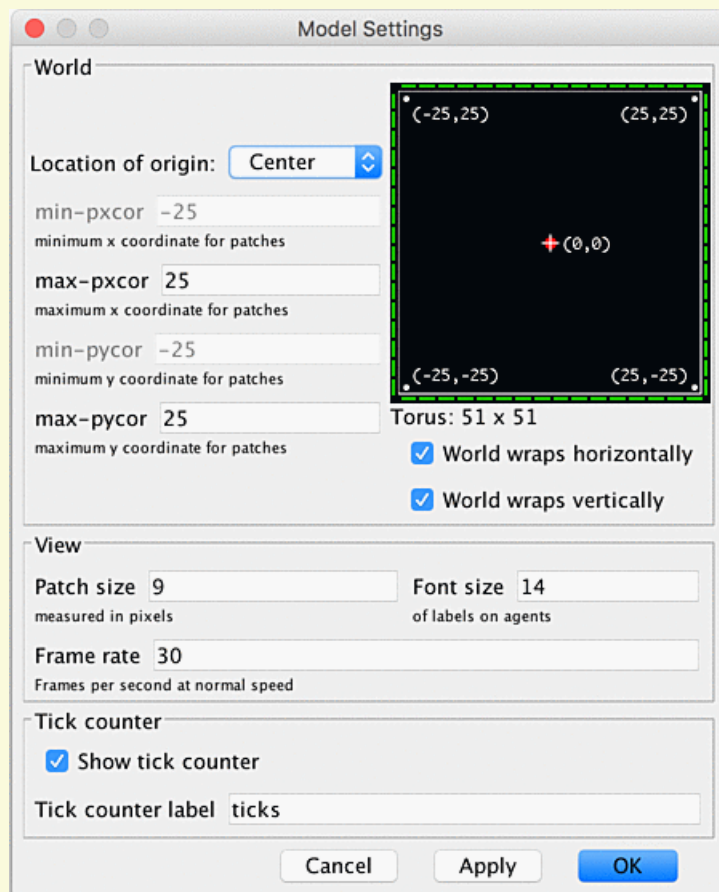 Model Settings
World
(-25,25) (25,25)
Location of origin: Center
min-pxcor -25
minimum x coordinate for patches
(0,0)
max-pxcor 25
maximum x coordinate for patches
min-pycor -25
minimum y coordinate for patches
(-25,-25) (25,-25)
max-pycor 25
maximum y coordinate for patches
Torus: 51 x 51
World wraps horizontally
World wraps vertically
View
Patch size 9
measured in pixels
Font size 14
of labels on agents
Frame rate 30
Frames per second at normal speed
Tick counter
Show tick counter
Tick counter label ticks
Cancel Apply OK